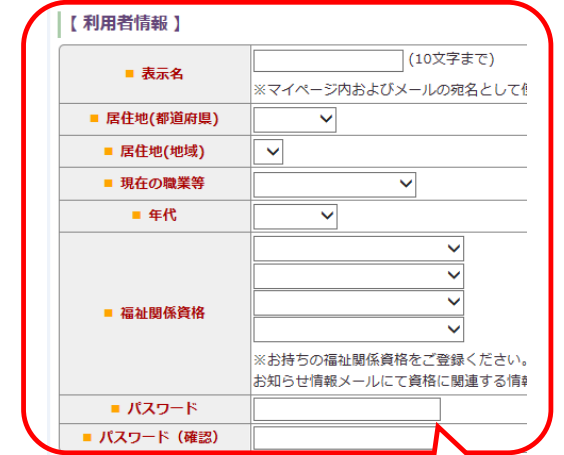 【 利用者情報 】
■ 表示名
(10文字まで)
※マイページ内およびメールの宛名として
■ 居住地(都道府県)
■ 居住地(地域)
■ 現在の職業等
■ 年代
■ 福祉関係資格
※お持ちの福祉関係資格をご登録ください。
お知らせ情報メールにて資格に関連する情
■ パスワード
■ パスワード（確認）